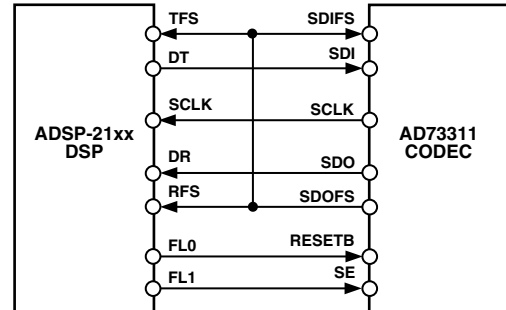 TFS SDIFS
DT SDI
SCLK SCLK
ADSP-21xx AD73311
DSP CODEC
DR SDO
RFS SDOFS
FL0 RESETB
FL1 SE